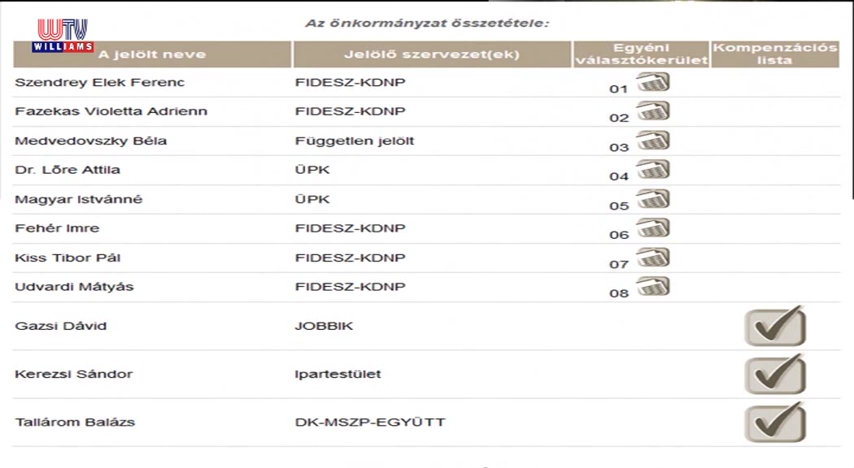 Az önkormányzat összetétele:
WTV
WILLIAMS
A jelölt neve Jelölő szervezet(ek) Egyéni választókerület Kompenzációs lista
Szendrey Elek Ferenc FIDESZ-KDNP 01
Fazekas Violetta Adrienn FIDESZ-KDNP 02
Medvedovszky Béla Független jelölt 03
Dr. Lőre Attila ÜPK 04
Magyar Istvánné ÜPK 05
Fehér Imre FIDESZ-KDNP 06
Kiss Tibor Pál FIDESZ-KDNP 07
Udvardi Mátyás FIDESZ-KDNP 08
Gazsi Dávid JOBBIK
Kerezsi Sándor Ipartestület
Tallárom Balázs DK-MSZP-EGYÜTT